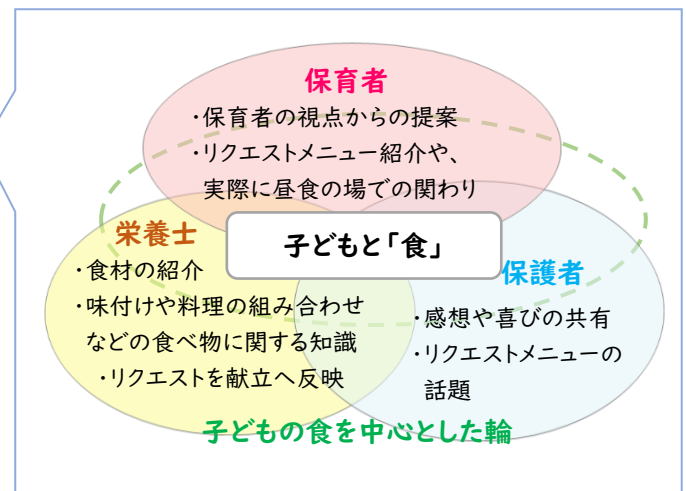 保育者
・保育者の視点からの提案
・リクエストメニュー紹介や、
実際に昼食の場での関わり
子どもと「食」
栄養士
・食材の紹介
・味付けや料理の組み合わせ
などの食べ物に関する知識
・リクエストを献立へ反映
保護者
・感想や喜びの共有
・リクエストメニューの
話題
子どもの食を中心とした輪